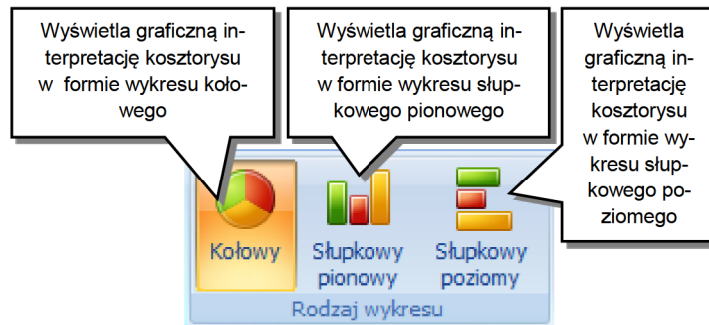 Wyświetla graficzną in-
terpretację kosztorysu
w formie wykresu koło-
wego
Wyświetla graficzną in-
terpretację kosztorysu
w formie wykresu słup-
kowego pionowego
Wyświetla
graficzną in-
terpretację
kosztorysu
w formie wy-
kresu słup-
kowego po-
ziomego
Kołowy
Słupkowy
pionowy
Słupkowy
poziomy
Rodzaj wykresu